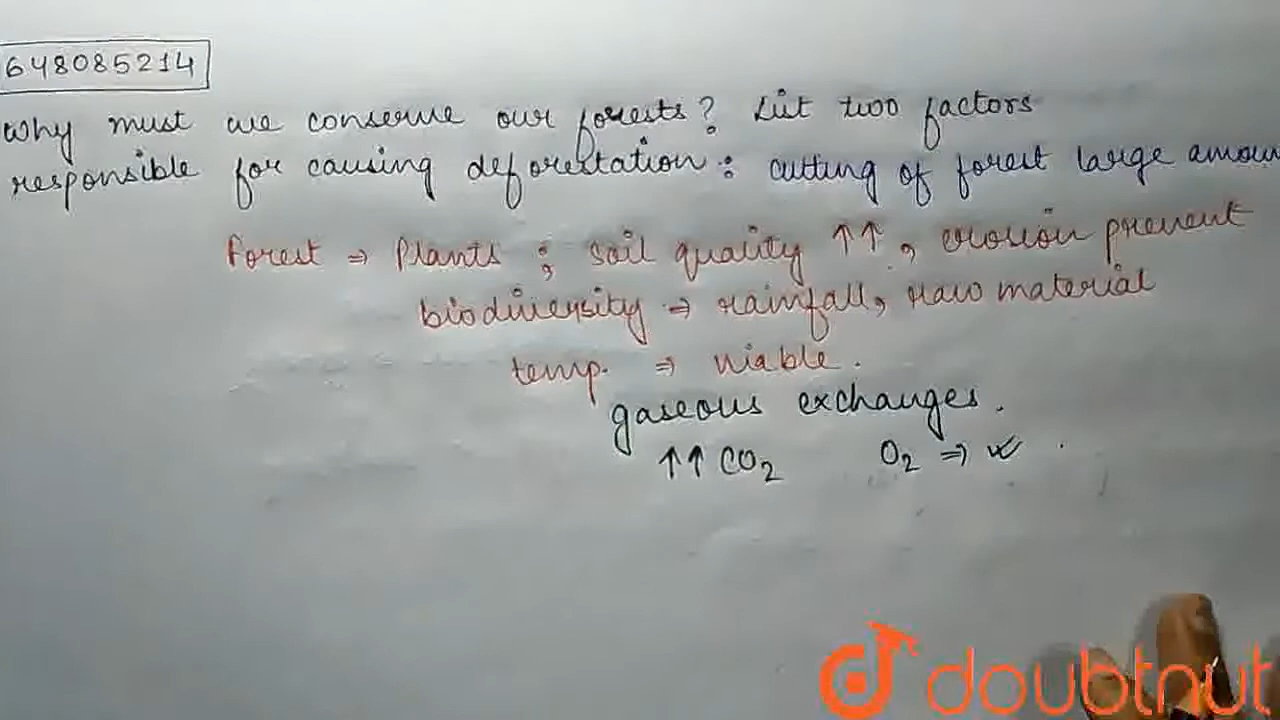 648085214
Why must we conserve our forests? List two factors
responsible for causing deforestation : cutting of forest large amoun
Forest ⇒ Plants ; soil quality ↑↑, erosion prevent
biodiversity ⇒ rainfall, raw material
temp. ⇒ viable.
gaseous exchanges.
↑↑ CO₂ O₂ ⇒ ✓
doubtnut